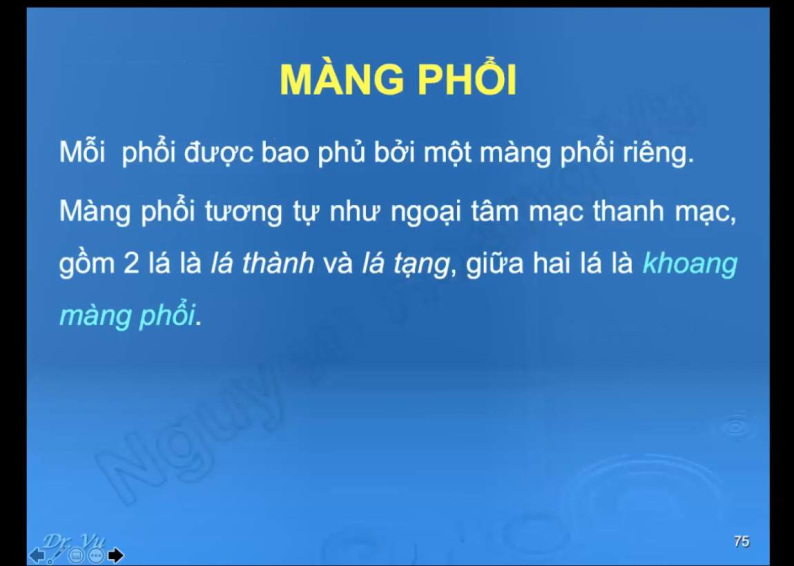 MÀNG PHỔI
Mỗi phổi được bao phủ bởi một màng phổi riêng.
Màng phổi tương tự như ngoại tâm mạc thanh mạc,
gồm 2 lá là lá thành và lá tạng, giữa hai lá là khoang
màng phổi.
Dr. Vu
75